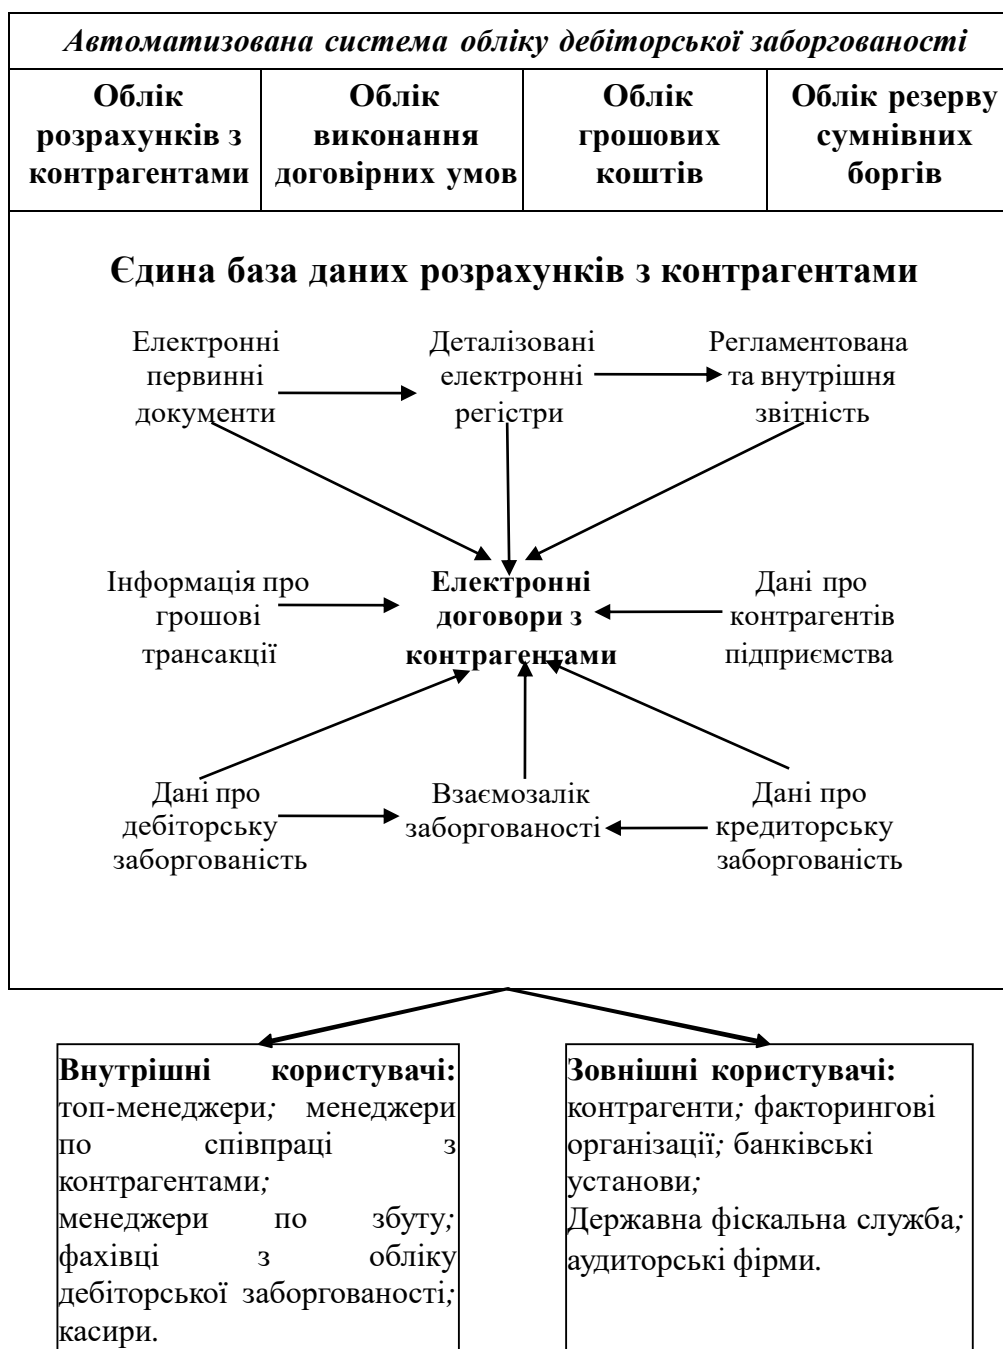 Автоматизована система обліку дебіторської заборгованості
Облік
розрахунків з
контрагентами
Облік
виконання
договірних умов
Облік
грошових
коштів
Облік резерву
сумнівних
боргів
Єдина база даних розрахунків з контрагентами
Електронні
первинні
документи
Деталізовані
електронні
регістри
Регламентована
та внутрішня
звітність
Інформація про
грошові
трансакції
Електронні
договори з
контрагентами
Дані про
контрагентів
підприємства
Дані про
дебіторську
заборгованість
Взаємозалік
заборгованості
Дані про
кредиторську
заборгованість
Внутрішні користувачі:
топ-менеджери; менеджери
по співпраці з
контрагентами;
менеджери по збуту;
фахівці з обліку
дебіторської заборгованості;
касири.
Зовнішні користувачі:
контрагенти; факторингові
організації; банківські
установи;
Державна фіскальна служба;
аудиторські фірми.